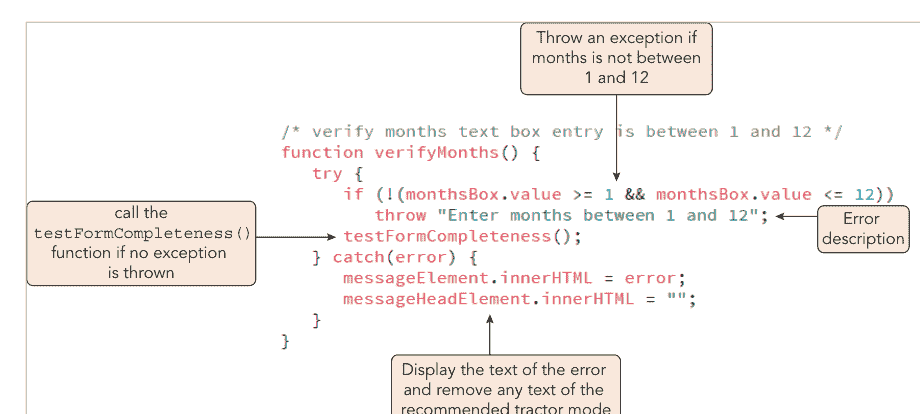 Throw an exception if
months is not between
1 and 12
/* verify months text box entry is between 1 and 12 */
function verifyMonths() {
try {
if (!(monthsBox.value >= 1 && monthsBox.value <= 12))
throw "Enter months between 1 and 12";
testFormCompleteness();
} catch(error) {
messageElement.innerHTML = error;
messageHeadElement.innerHTML = "";
}
}
call the
testFormCompleteness()
function if no exception
is thrown
Error
description
Display the text of the error
and remove any text of the
recommended tractor mode